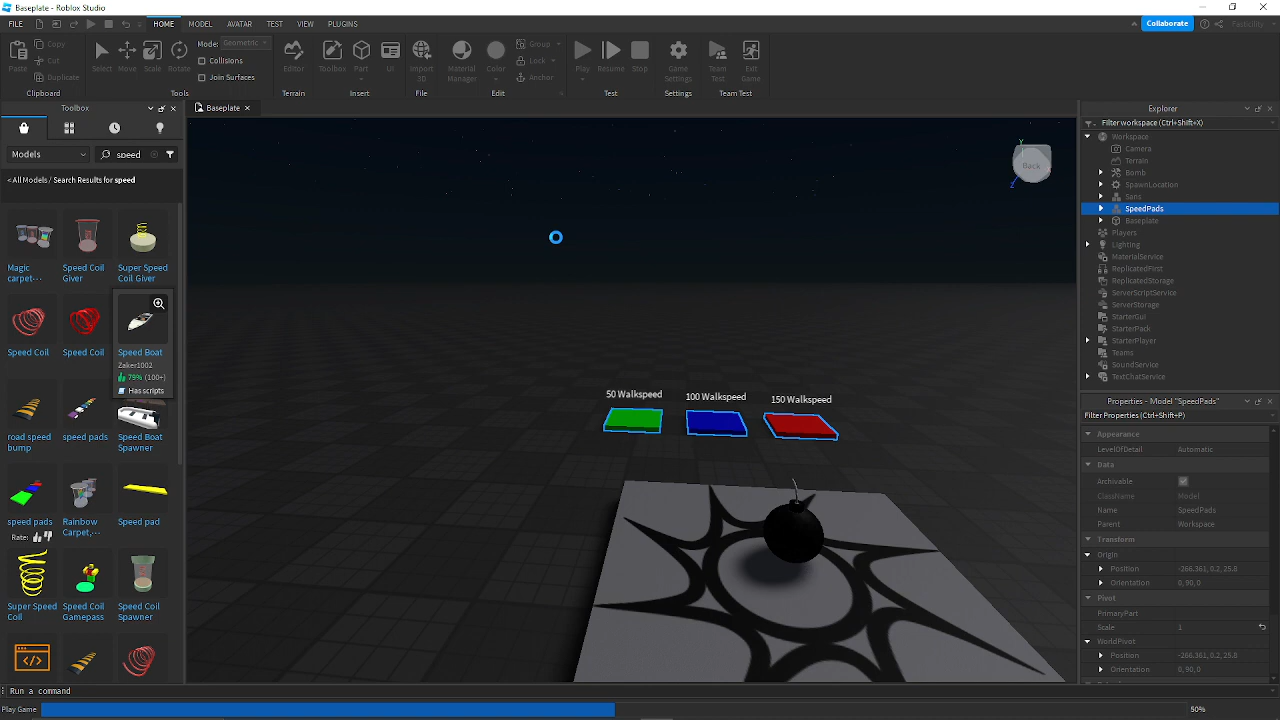 Baseplate - Roblox Studio
FILE
HOME
MODEL
AVATAR
TEST
VIEW
PLUGINS
Collaborate
Paste
Copy
Cut
Duplicate
Clipboard
Select
Move
Scale
Rotate
Mode: Geometric
Collisions
Join Surfaces
Tools
Editor
Terrain
Toolbox
Part
UI
Insert
Import 3D
File
Material Manager
Color
Group
Lock
Anchor
Edit
Play
Resume
Stop
Test
Game Settings
Settings
Team Test
Exit Game
Team Test
Toolbox
Models
speed
<All Models / Search Results for speed
Magic carpet-··
Speed Coil Giver
Super Speed Coil Giver
Speed Coil
Speed Coil
Speed Boat
Zaker1002
79% (100+)
Has scripts
road speed bump
speed pads
Speed Boat Spawner
speed pads
Rate:
Rainbow Carpet,··
Speed pad
Super Speed Coil
Speed Coil Gamepass
Speed Coil Spawner
Baseplate
Back
50 Walkspeed
100 Walkspeed
150 Walkspeed
Explorer
Filter workspace (Ctrl+Shift+X)
Workspace
Camera
Terrain
Bomb
SpawnLocation
Sans
SpeedPads
Baseplate
Players
Lighting
MaterialService
ReplicatedFirst
ReplicatedStorage
ServerScriptService
ServerStorage
StarterGui
StarterPack
StarterPlayer
Teams
SoundService
TextChatService
Properties - Model "SpeedPads"
Filter Properties (Ctrl+Shift+P)
Appearance
LevelOfDetail Automatic
Data
Archivable
ClassName Model
Name SpeedPads
Parent Workspace
Transform
Origin
Position -266.361, 0.2, 25.8
Orientation 0, 90, 0
Pivot
PrimaryPart
Scale 1
WorldPivot
Position -266.361, 0.2, 25.8
Orientation 0, 90, 0
Run a command
Play Game
50%